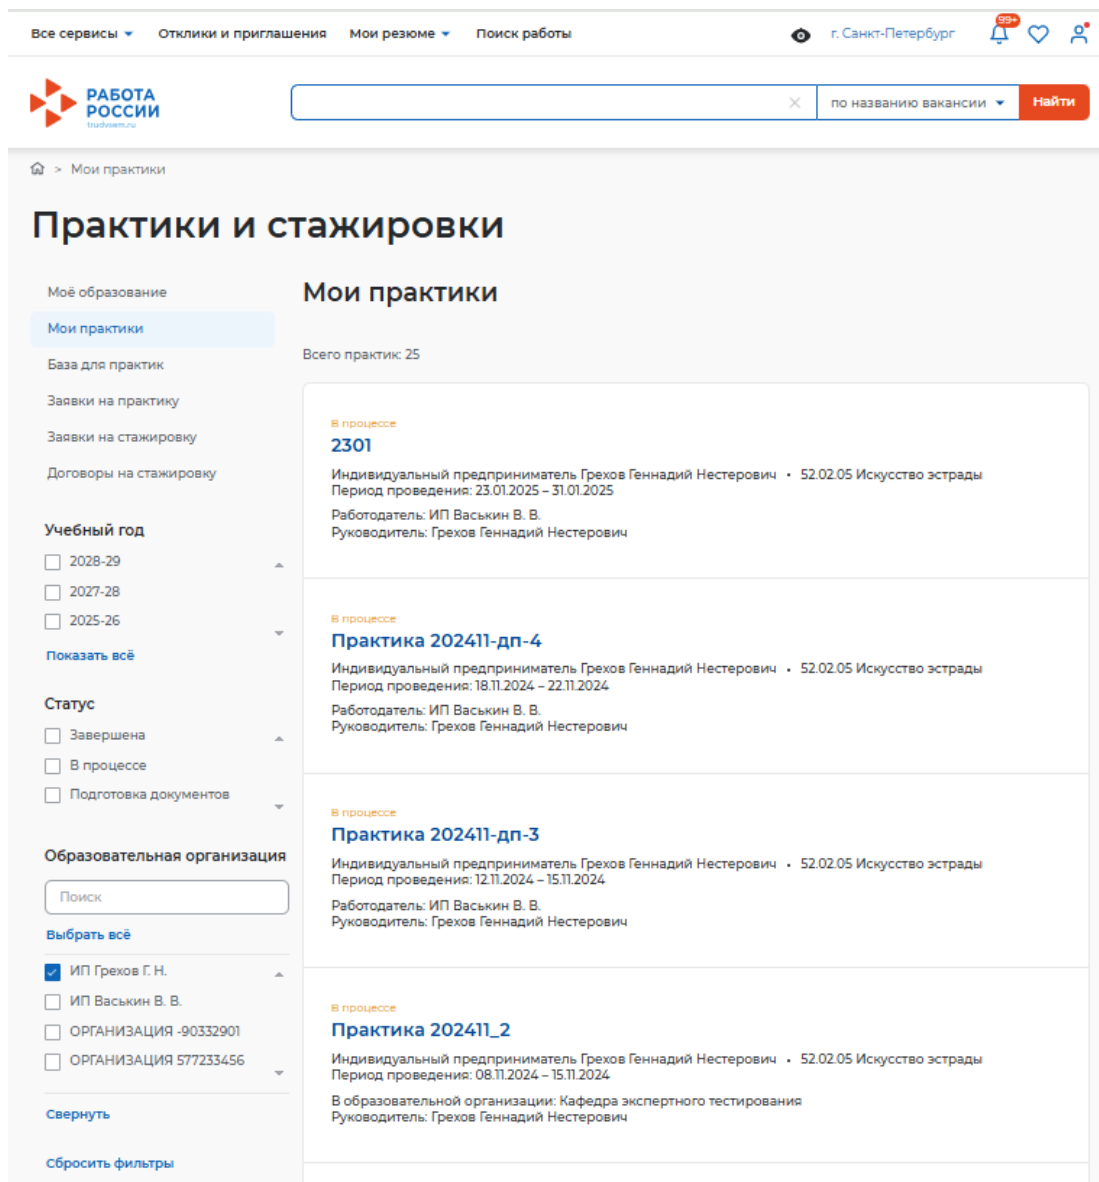 Все сервисы Отклики и приглашения Мои резюме Поиск работы г. Санкт-Петербург 99+
РАБОТА
РОССИИ
trudvsem.ru
по названию вакансии Найти
> Мои практики
Практики и стажировки
Моё образование
Мои практики
База для практик
Заявки на практику
Заявки на стажировку
Договоры на стажировку
Учебный год
2028-29
2027-28
2025-26
Показать всё
Статус
Завершена
В процессе
Подготовка документов
Образовательная организация
Поиск
Выбрать всё
ИП Грехов Г. Н.
ИП Васькин В. В.
ОРГАНИЗАЦИЯ -90332901
ОРГАНИЗАЦИЯ 577233456
Свернуть
Сбросить фильтры
Мои практики
Всего практик: 25
В процессе
2301
Индивидуальный предприниматель Грехов Геннадий Нестерович • 52.02.05 Искусство эстрады
Период проведения: 23.01.2025 – 31.01.2025
Работодатель: ИП Васькин В. В.
Руководитель: Грехов Геннадий Нестерович
В процессе
Практика 202411-дп-4
Индивидуальный предприниматель Грехов Геннадий Нестерович • 52.02.05 Искусство эстрады
Период проведения: 18.11.2024 – 22.11.2024
Работодатель: ИП Васькин В. В.
Руководитель: Грехов Геннадий Нестерович
В процессе
Практика 202411-дп-3
Индивидуальный предприниматель Грехов Геннадий Нестерович • 52.02.05 Искусство эстрады
Период проведения: 12.11.2024 – 15.11.2024
Работодатель: ИП Васькин В. В.
Руководитель: Грехов Геннадий Нестерович
В процессе
Практика 202411_2
Индивидуальный предприниматель Грехов Геннадий Нестерович • 52.02.05 Искусство эстрады
Период проведения: 08.11.2024 – 15.11.2024
В образовательной организации: Кафедра экспертного тестирования
Руководитель: Грехов Геннадий Нестерович